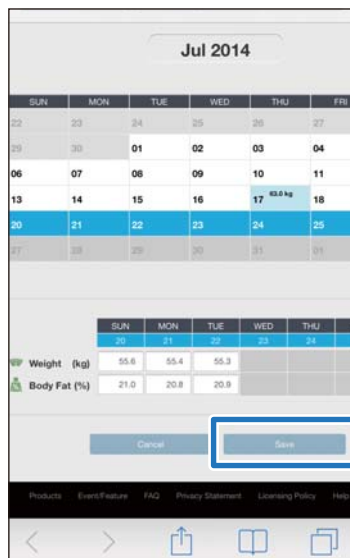 Jul 2014
SUN MON TUE WED THU FRI
22 23 24 25 26 27
29 30 01 02 03 04
06 07 08 09 10 11
13 14 15 16 17 63.0 kg 18
20 21 22 23 24 25
27 28 29 30 31 01
SUN MON TUE WED THU
20 21 22 23 24
Weight (kg) 55.6 55.4 55.3
Body Fat (%) 21.0 20.8 20.9
Cancel Save
Products Event/Feature FAQ Privacy Statement Licensing Policy Help